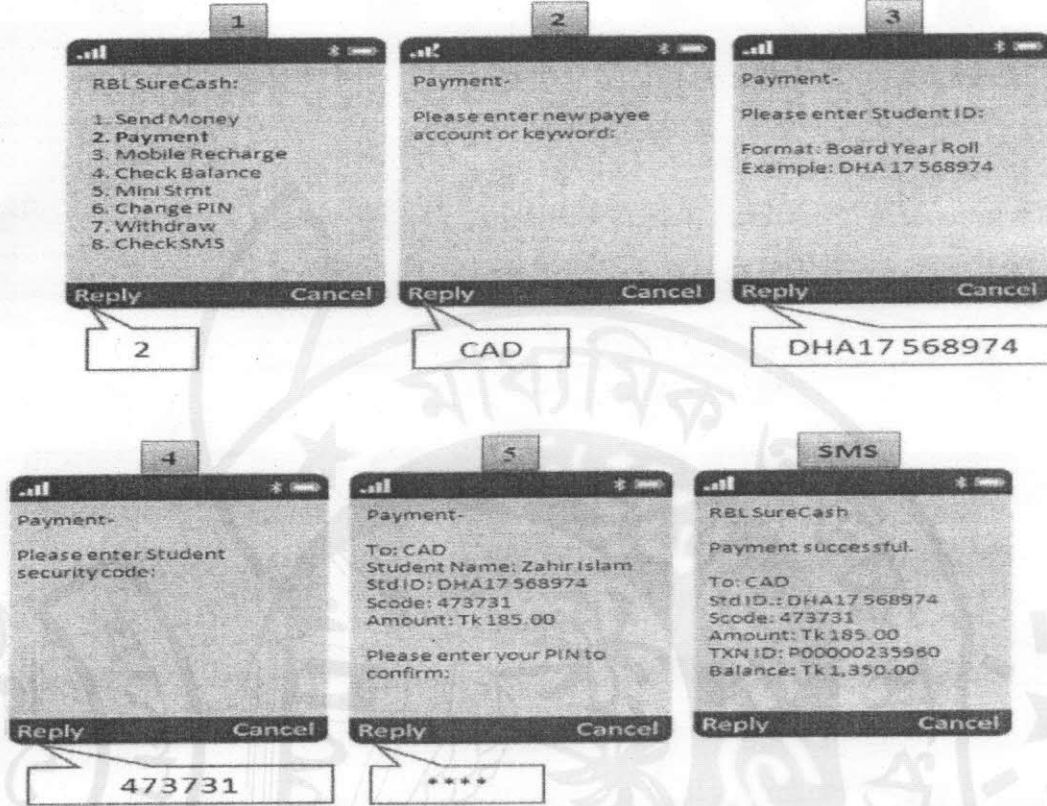 1
RBL SureCash:
1. Send Money
2. Payment
3. Mobile Recharge
4. Check Balance
5. Mini Stmt
6. Change PIN
7. Withdraw
8. Check SMS
Reply Cancel
2
2
Payment-
Please enter new payee
account or keyword:
Reply Cancel
CAD
3
Payment-
Please enter Student ID:
Format: Board Year Roll
Example: DHA 17 568974
Reply Cancel
DHA17 568974
মাধ্যমিক
4
Payment-
Please enter Student
security code:
Reply Cancel
473731
5
Payment-
To: CAD
Student Name: Zahir Islam
Std ID: DHA17 568974
Scode: 473731
Amount: Tk 185.00
Please enter your PIN to
confirm:
Reply Cancel
****
SMS
RBL SureCash
Payment successful.
To: CAD
Std ID.: DHA17 568974
Scode: 473731
Amount: Tk 185.00
TXN ID: P00000235960
Balance: Tk 1,350.00
Reply Cancel